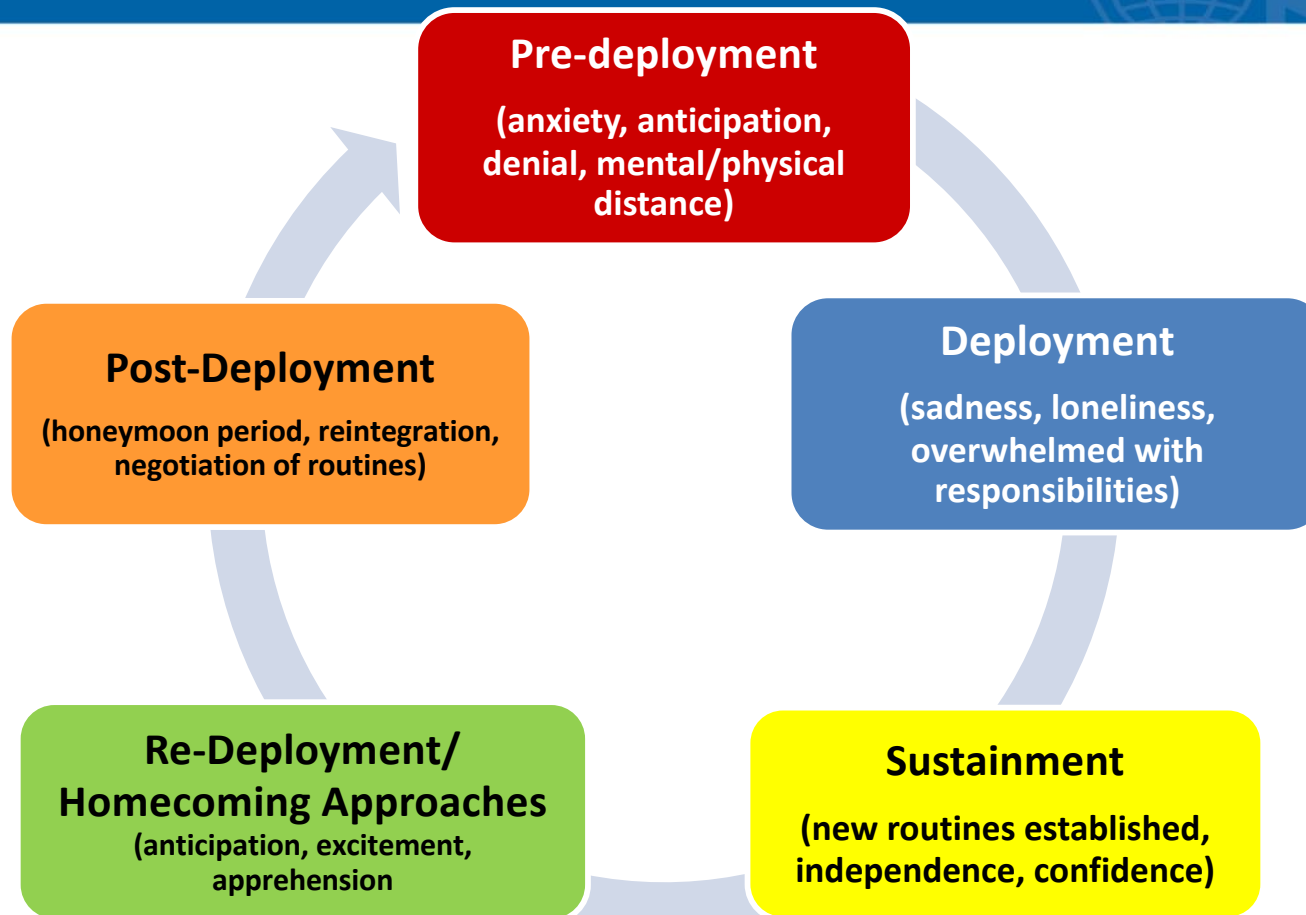 Pre-deployment
(anxiety, anticipation,
denial, mental/physical
distance)
Deployment
(sadness, loneliness,
overwhelmed with
responsibilities)
Sustainment
(new routines established,
independence, confidence)
Re-Deployment/
Homecoming Approaches
(anticipation, excitement,
apprehension
Post-Deployment
(honeymoon period, reintegration,
negotiation of routines)